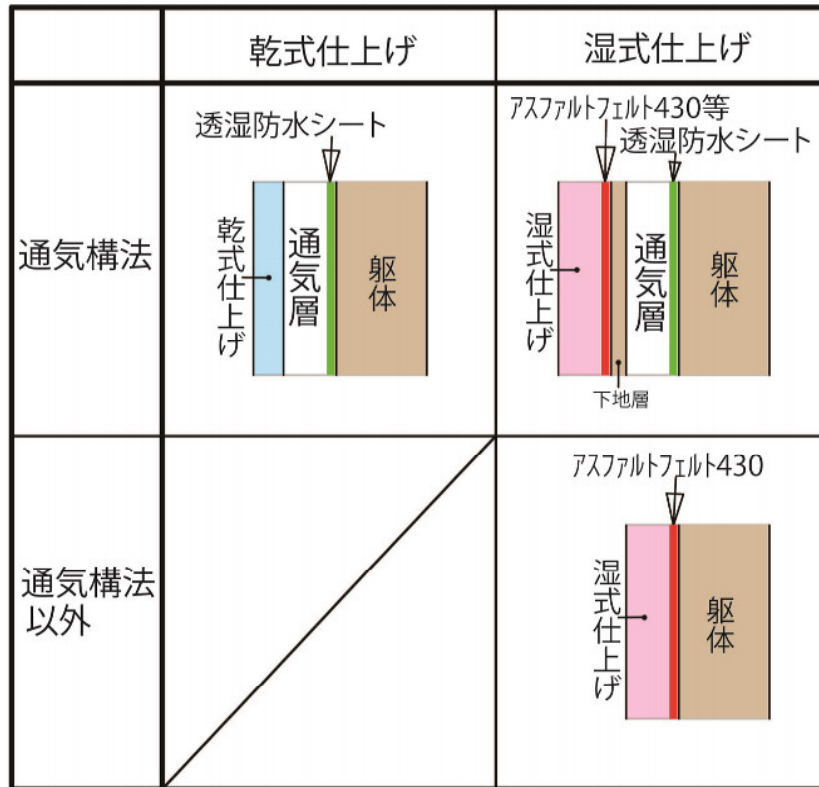 乾式仕上げ
湿式仕上げ
通気構法
透湿防水シート
乾式仕上げ
通気層
躯体
ｱｽﾌｧﾙﾄﾌｪﾙﾄ430等
透湿防水シート
湿式仕上げ
通気層
躯体
下地層
通気構法
以外
ｱｽﾌｧﾙﾄﾌｪﾙﾄ430
湿式仕上げ
躯体